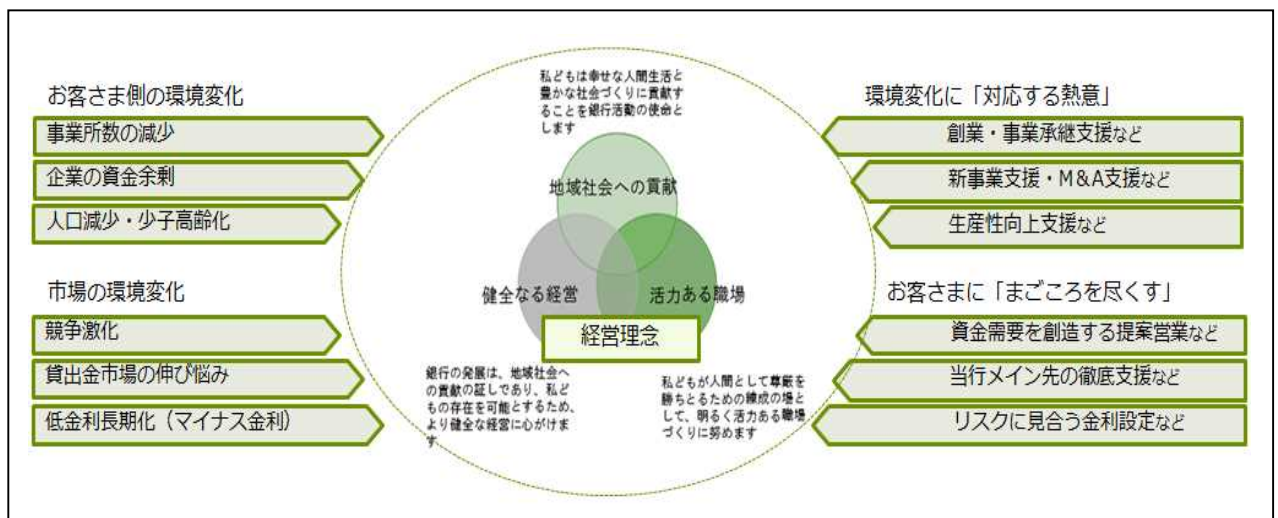 お客さま側の環境変化
事業所数の減少
企業の資金余剰
人口減少・少子高齢化
市場の環境変化
競争激化
貸出金市場の伸び悩み
低金利長期化（マイナス金利）
私どもは幸せな人間生活と
豊かな社会づくりに貢献す
ることを銀行活動の使命と
します
地域社会への貢献
健全なる経営
活力ある職場
経営理念
銀行の発展は、地域社会へ
の貢献の証しであり、私ど
もの存在を可能とするため、
より健全な経営に心がけま
す
私どもが人間として尊厳を
勝ちとるための錬成の場と
して、明るく活力ある職場
づくりに努めます
環境変化に「対応する熱意」
創業・事業承継支援など
新事業支援・M&A支援など
生産性向上支援など
お客さまに「まごころを尽くす」
資金需要を創造する提案営業など
当行メイン先の徹底支援など
リスクに見合う金利設定など